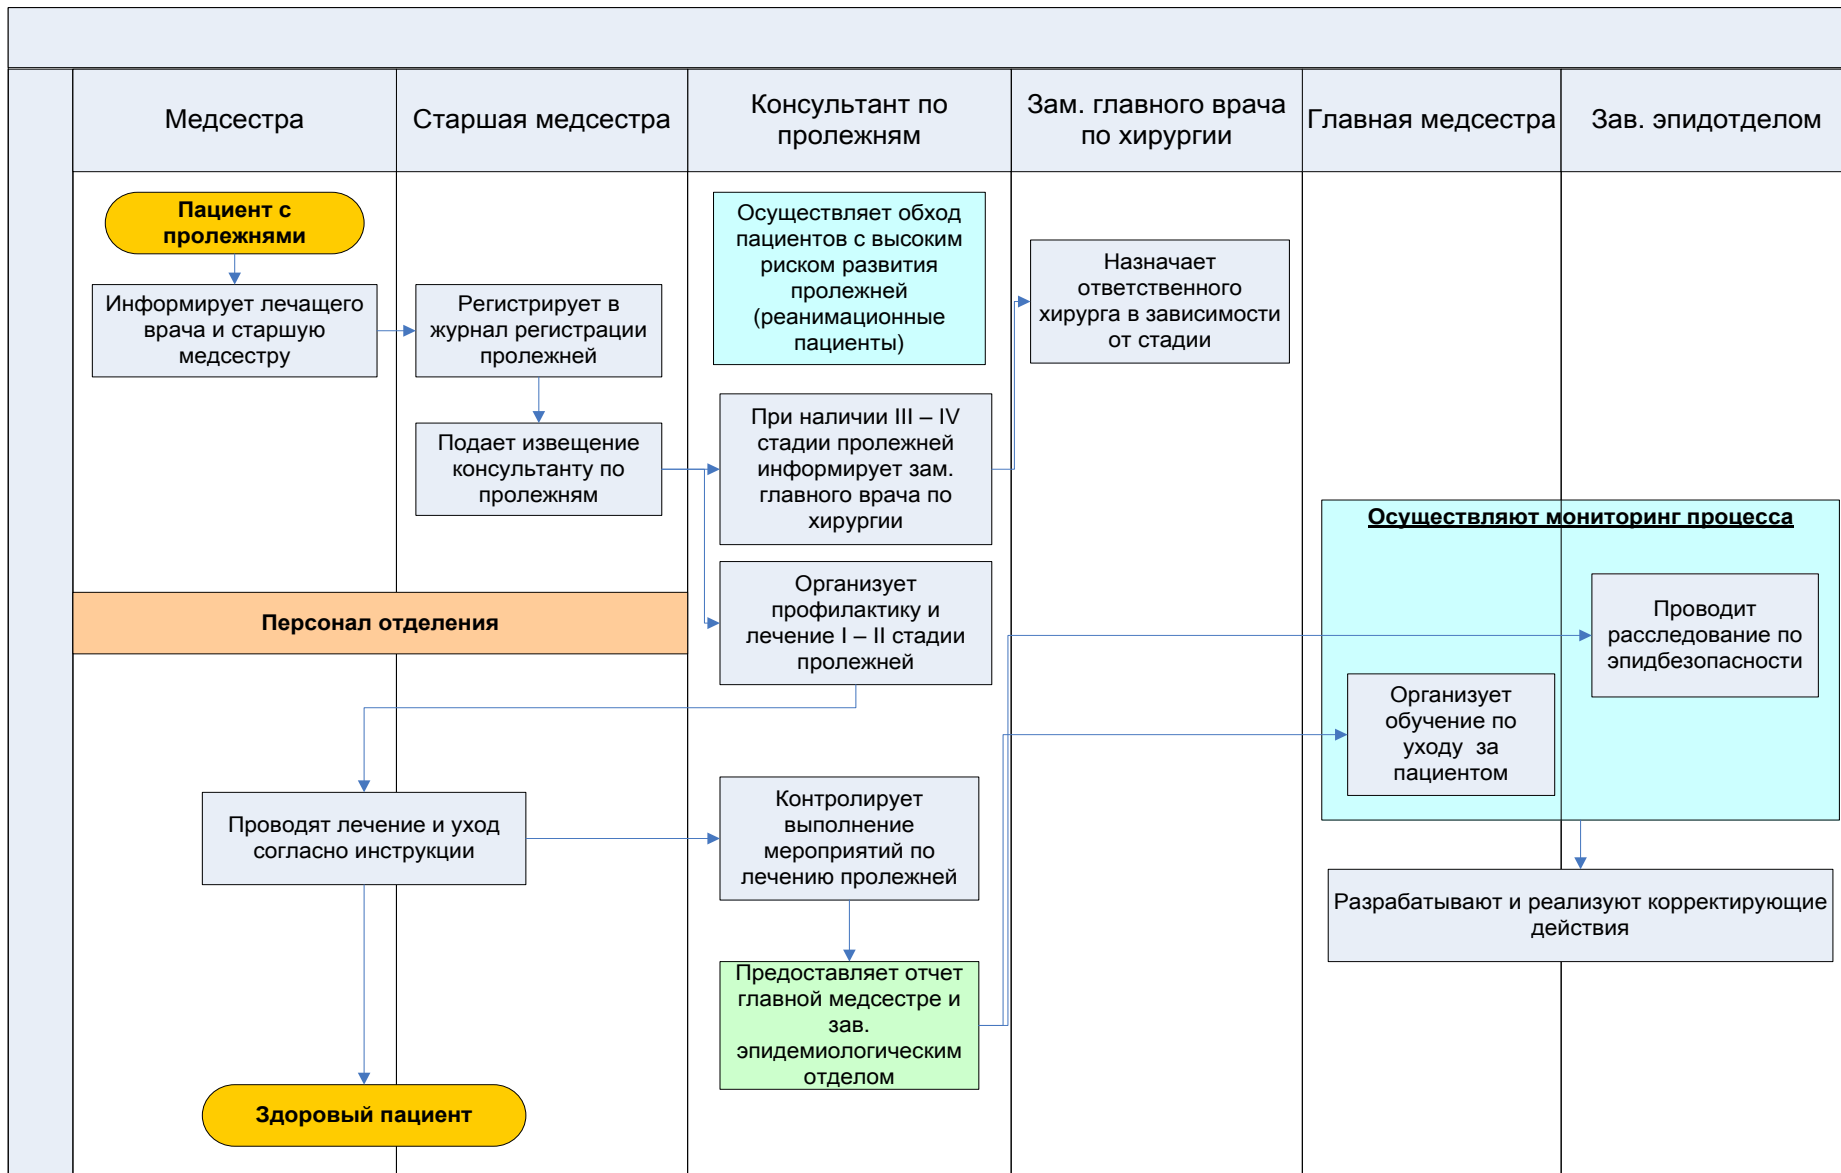 Медсестра
Старшая медсестра
Консультант по
пролежням
Зам. главного врача
по хирургии
Главная медсестра
Зав. эпидотделом
Пациент с
пролежнями
Информирует лечащего
врача и старшую
медсестру
Регистрирует в
журнал регистрации
пролежней
Подает извещение
консультанту по
пролежням
Осуществляет обход
пациентов с высоким
риском развития
пролежней
(реанимационные
пациенты)
При наличии III – IV
стадии пролежней
информирует зам.
главного врача по
хирургии
Назначает
ответственного
хирурга в зависимости
от стадии
Организует
профилактику и
лечение I – II стадии
пролежней
Персонал отделения
Проводят лечение и уход
согласно инструкции
Контролирует
выполнение
мероприятий по
лечению пролежней
Предоставляет отчет
главной медсестре и
зав.
эпидемиологическим
отделом
Осуществляют мониторинг процесса
Проводит
расследование по
эпидбезопасности
Организует
обучение по
уходу за
пациентом
Разрабатывают и реализуют корректирующие
действия
Здоровый пациент